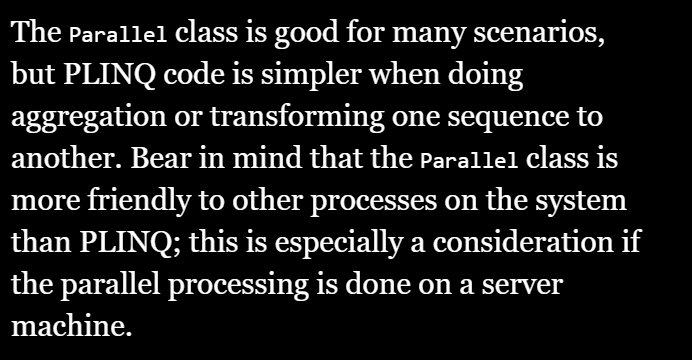 The Parallel class is good for many scenarios,
but PLINQ code is simpler when doing
aggregation or transforming one sequence to
another. Bear in mind that the Parallel class is
more friendly to other processes on the system
than PLINQ; this is especially a consideration if
the parallel processing is done on a server
machine.